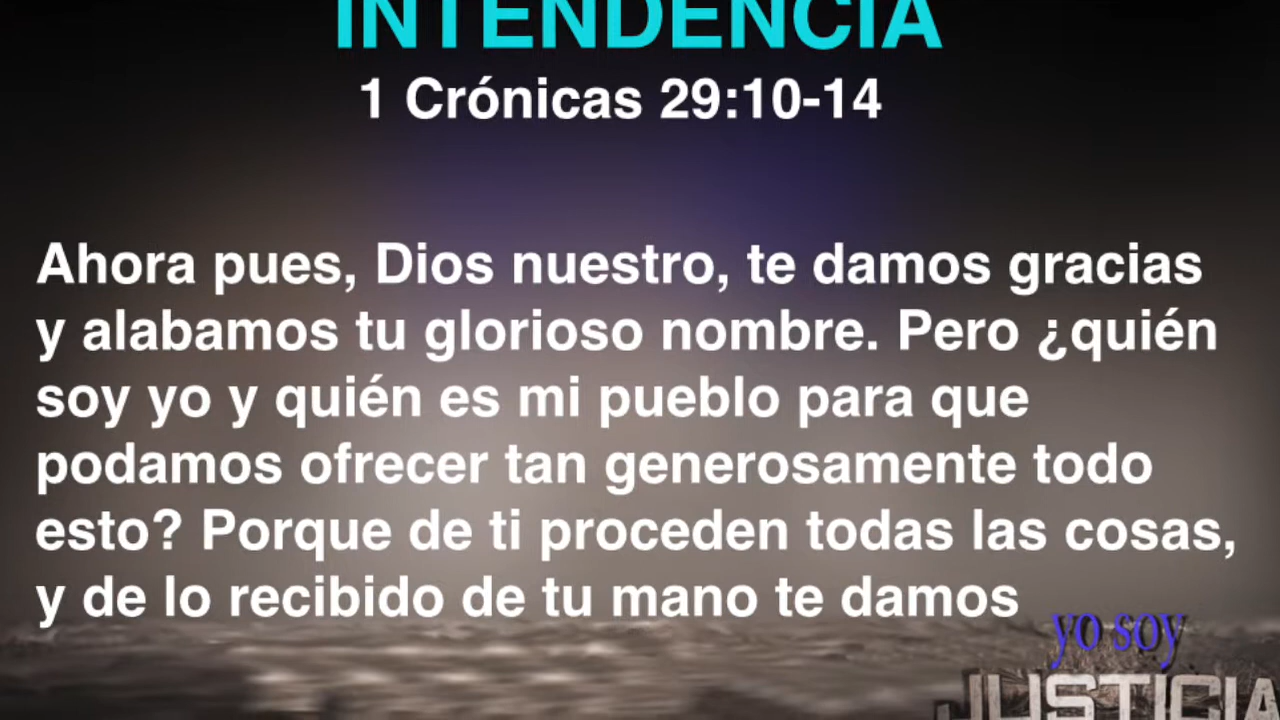 INTENDENCIA
1 Crónicas 29:10-14
Ahora pues, Dios nuestro, te damos gracias
y alabamos tu glorioso nombre. Pero ¿quién
soy yo y quién es mi pueblo para que
podamos ofrecer tan generosamente todo
esto? Porque de ti proceden todas las cosas,
y de lo recibido de tu mano te damos
yo soy
JUSTICIA